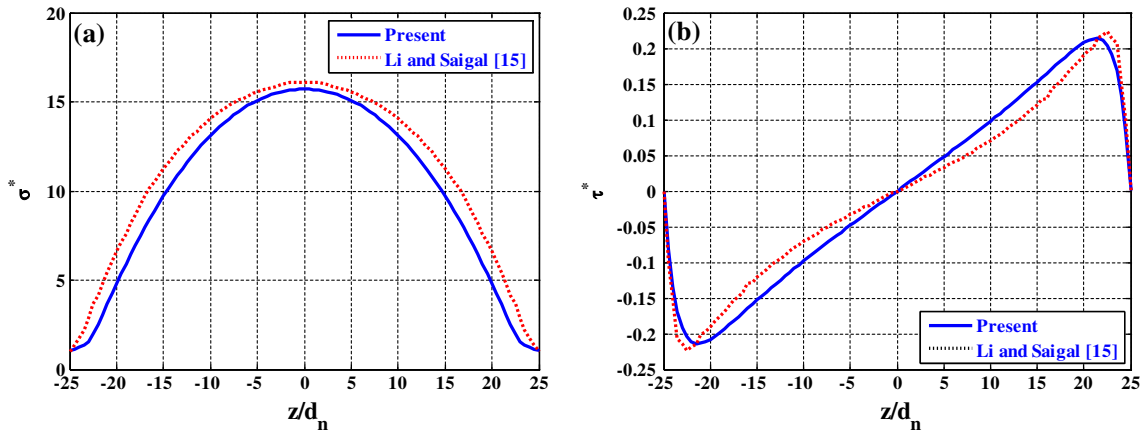 (a)
Present
Li and Saigal [15]
20
15
10
5
0
σ*
-25 -20 -15 -10 -5 0 5 10 15 20 25
z/dn
(b)
0.25
0.2
0.15
0.1
0.05
0
-0.05
-0.1
-0.15
-0.2
-0.25
τ*
Present
Li and Saigal [15]
-25 -20 -15 -10 -5 0 5 10 15 20 25
z/dn